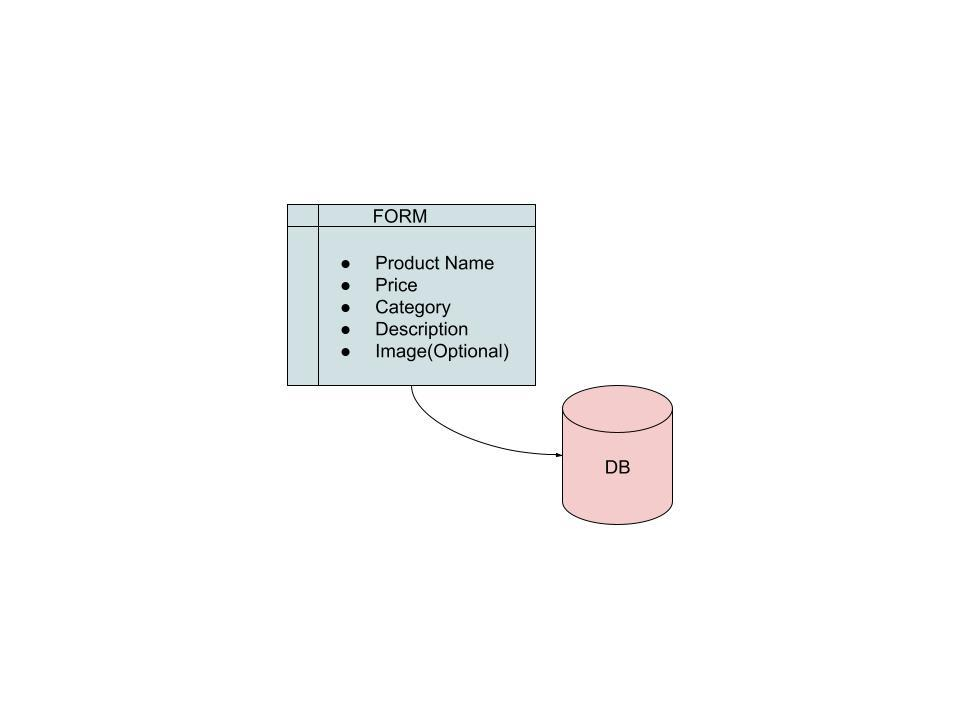 FORM
● Product Name
● Price
● Category
● Description
● Image(Optional)
DB